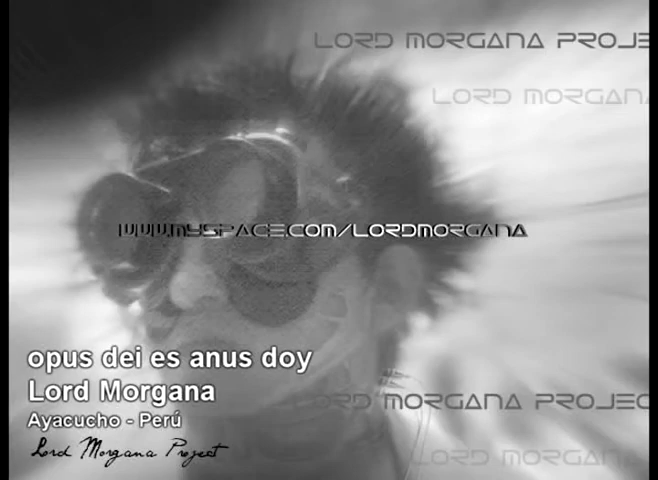 LORD MORGANA PROJE
LORD MORGANA
www.myspace.com/LORDMORGANA
opus dei es anus doy
Lord Morgana
Ayacucho - Perú
LORD MORGANA PROJEC
Lord Morgana Project
LORD MORGANA